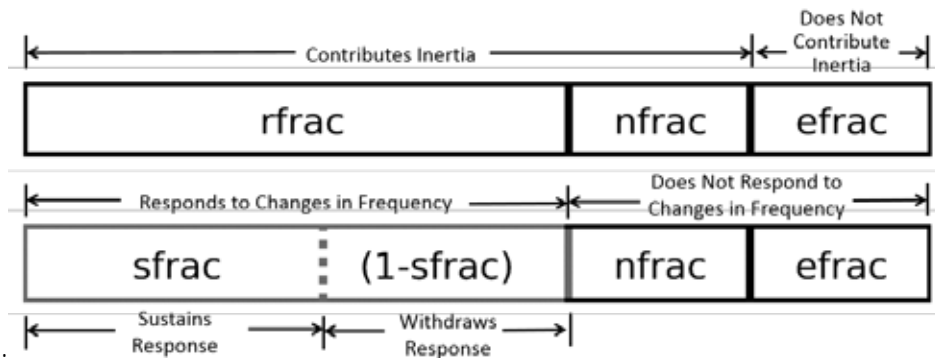 Does Not
Contributes Inertia
Contribute
Inertia
rfrac nfrac efrac
Responds to Changes in Frequency
Does Not Respond to
Changes in Frequency
sfrac (1-sfrac) nfrac efrac
Sustains
Response
Withdraws
Response
.